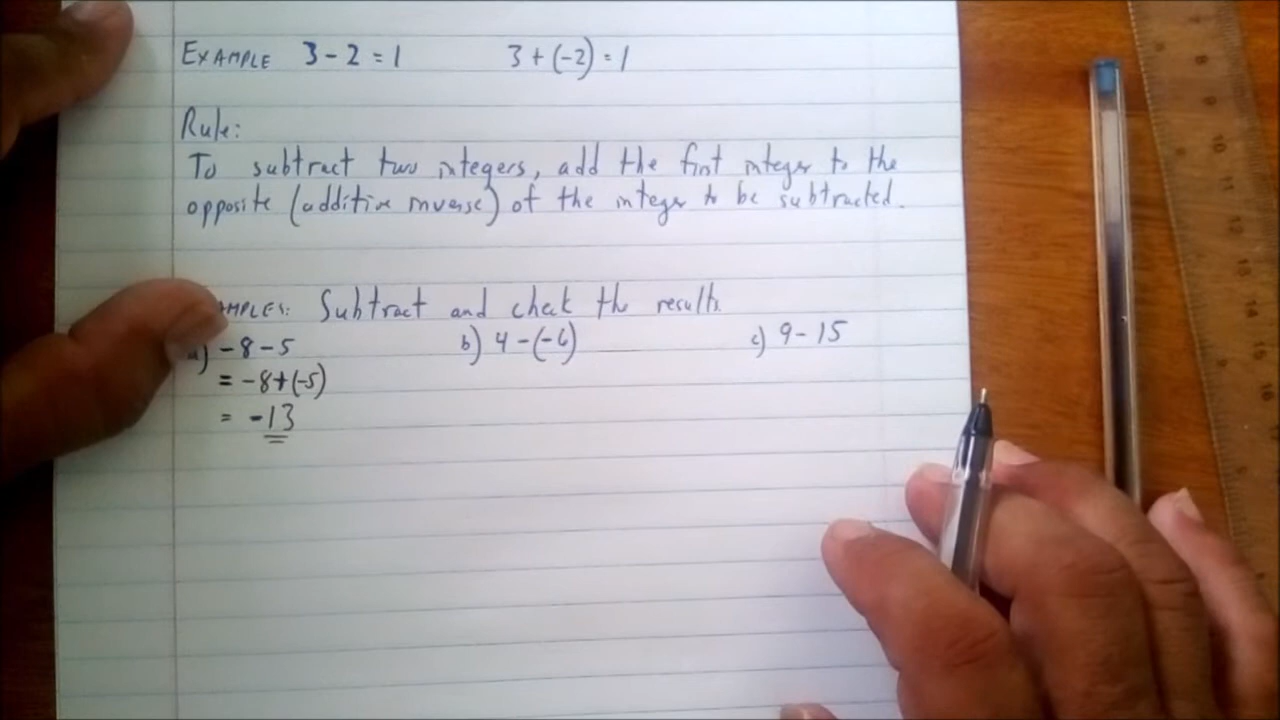 EXAMPLE 3 - 2 = 1 3 + (-2) = 1
Rule:
To subtract two integers, add the first integer to the
opposite (additive inverse) of the integer to be subtracted.
AMPLES: Subtract and check the results.
a) -8 - 5 b) 4 - (-6) c) 9 - 15
= -8 + (-5)
= -13